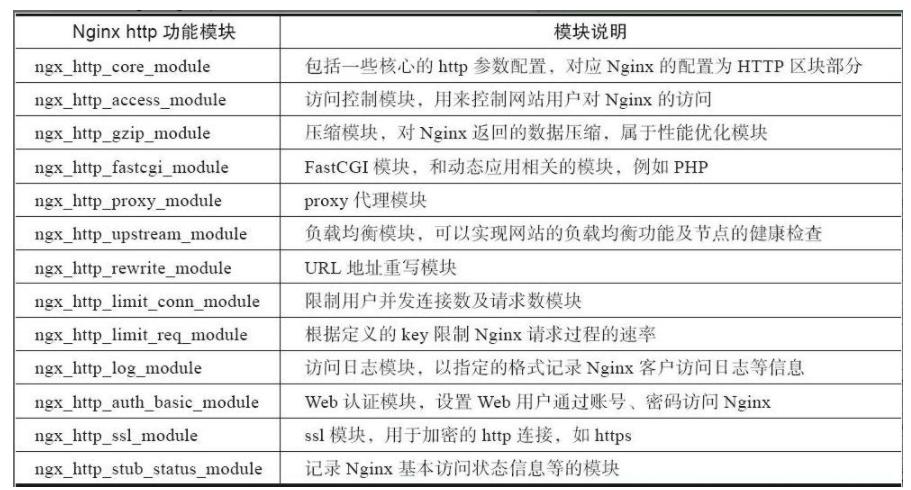 Nginx http 功能模块 模块说明
ngx_http_core_module 包括一些核心的 http 参数配置，对应 Nginx 的配置为 HTTP 区块部分
ngx_http_access_module 访问控制模块，用来控制网站用户对 Nginx 的访问
ngx_http_gzip_module 压缩模块，对 Nginx 返回的数据压缩，属于性能优化模块
ngx_http_fastcgi_module FastCGI 模块，和动态应用相关的模块，例如 PHP
ngx_http_proxy_module proxy 代理模块
ngx_http_upstream_module 负载均衡模块，可以实现网站的负载均衡功能及节点的健康检查
ngx_http_rewrite_module URL 地址重写模块
ngx_http_limit_conn_module 限制用户并发连接数及请求数模块
ngx_http_limit_req_module 根据定义的 key 限制 Nginx 请求过程的速率
ngx_http_log_module 访问日志模块，以指定的格式记录 Nginx 客户访问日志等信息
ngx_http_auth_basic_module Web 认证模块，设置 Web 用户通过账号、密码访问 Nginx
ngx_http_ssl_module ssl 模块，用于加密的 http 连接，如 https
ngx_http_stub_status_module 记录 Nginx 基本访问状态信息等的模块